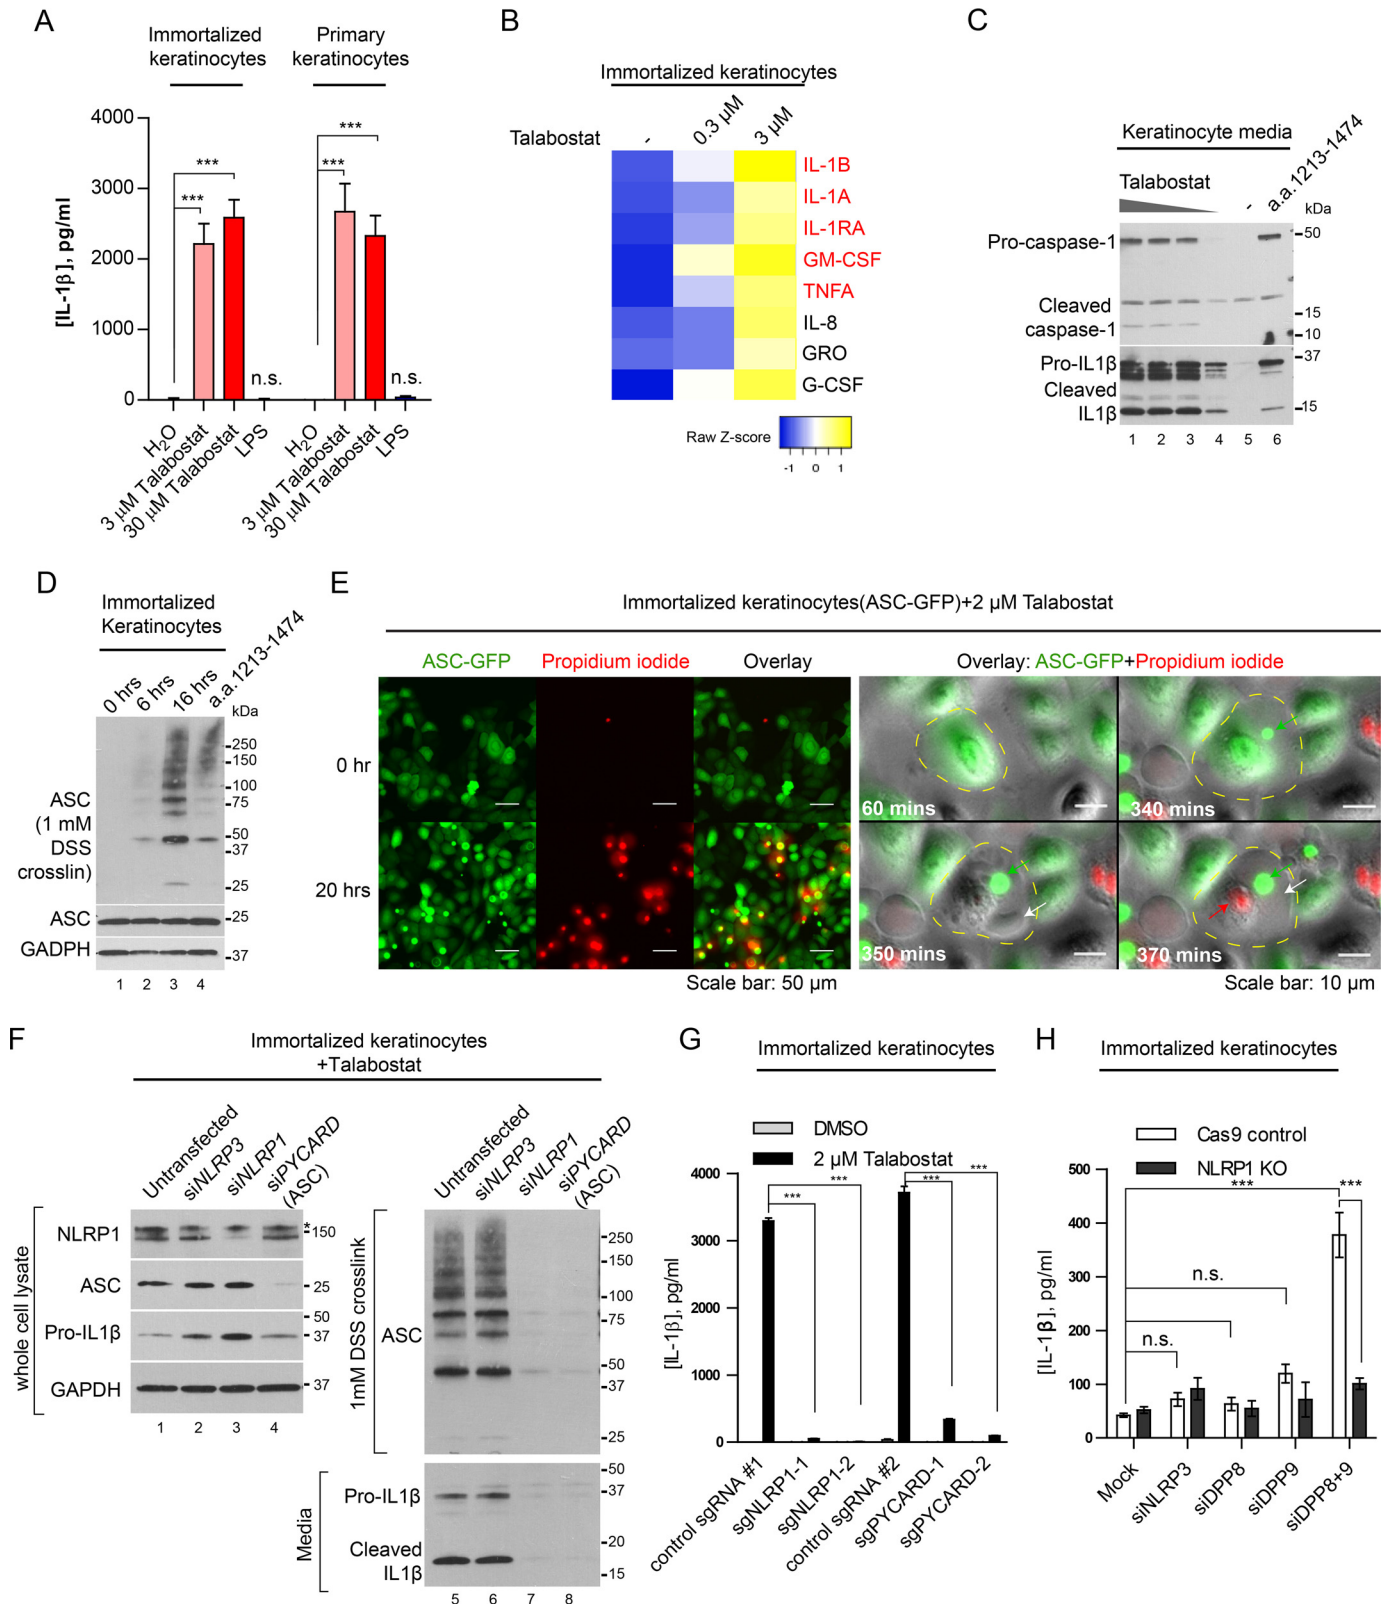 A
Immortalized keratinocytes
Primary keratinocytes
[IL-1β], pg/ml
4000
3000
2000
1000
0
***
***
n.s.
***
***
n.s.
H2O
3 μM Talabostat
30 μM Talabostat
LPS
H2O
3 μM Talabostat
30 μM Talabostat
LPS
B
Immortalized keratinocytes
Talabostat
-
0.3 μM
3 μM
IL-1B
IL-1A
IL-1RA
GM-CSF
TNFA
IL-8
GRO
G-CSF
Raw Z-score
-1 0 1
C
Keratinocyte media
Talabostat
-
a.a.1213-1474
kDa
Pro-caspase-1
Cleaved caspase-1
Pro-IL1β
Cleaved IL1β
50
15
10
37
15
1 2 3 4 5 6
D
Immortalized
Keratinocytes
0 hrs
6 hrs
16 hrs
a.a.1213-1474
kDa
250
150
100
75
50
37
25
25
37
ASC
(1 mM
DSS
crosslin)
ASC
GADPH
1 2 3 4
E
Immortalized keratinocytes(ASC-GFP)+2 μM Talabostat
ASC-GFP
Propidium iodide
Overlay
Overlay: ASC-GFP+Propidium iodide
0 hr
20 hrs
60 mins
340 mins
350 mins
370 mins
Scale bar: 50 μm
Scale bar: 10 μm
F
Immortalized keratinocytes
+Talabostat
Untransfected
siNLRP3
siNLRP1
siPYCARD
(ASC)
whole cell lysate
NLRP1
ASC
Pro-IL1β
GAPDH
*
150
25
50
37
37
1 2 3 4
Untransfected
siNLRP3
siNLRP1
siPYCARD
(ASC)
1mM DSS crosslink
ASC
250
150
100
75
50
37
25
Media
Pro-IL1β
Cleaved
IL1β
50
37
20
15
5 6 7 8
G
Immortalized keratinocytes
DMSO
2 μM Talabostat
[IL-1β], pg/ml
4000
3000
2000
1000
0
***
***
***
***
control sgRNA #1
sgNLRP1-1
sgNLRP1-2
control sgRNA #2
sgPYCARD-1
sgPYCARD-2
H
Immortalized keratinocytes
Cas9 control
NLRP1 KO
[IL-1β], pg/ml
500
400
300
200
100
0
***
***
n.s.
n.s.
Mock
siNLRP3
siDPP8
siDPP9
siDPP8+9